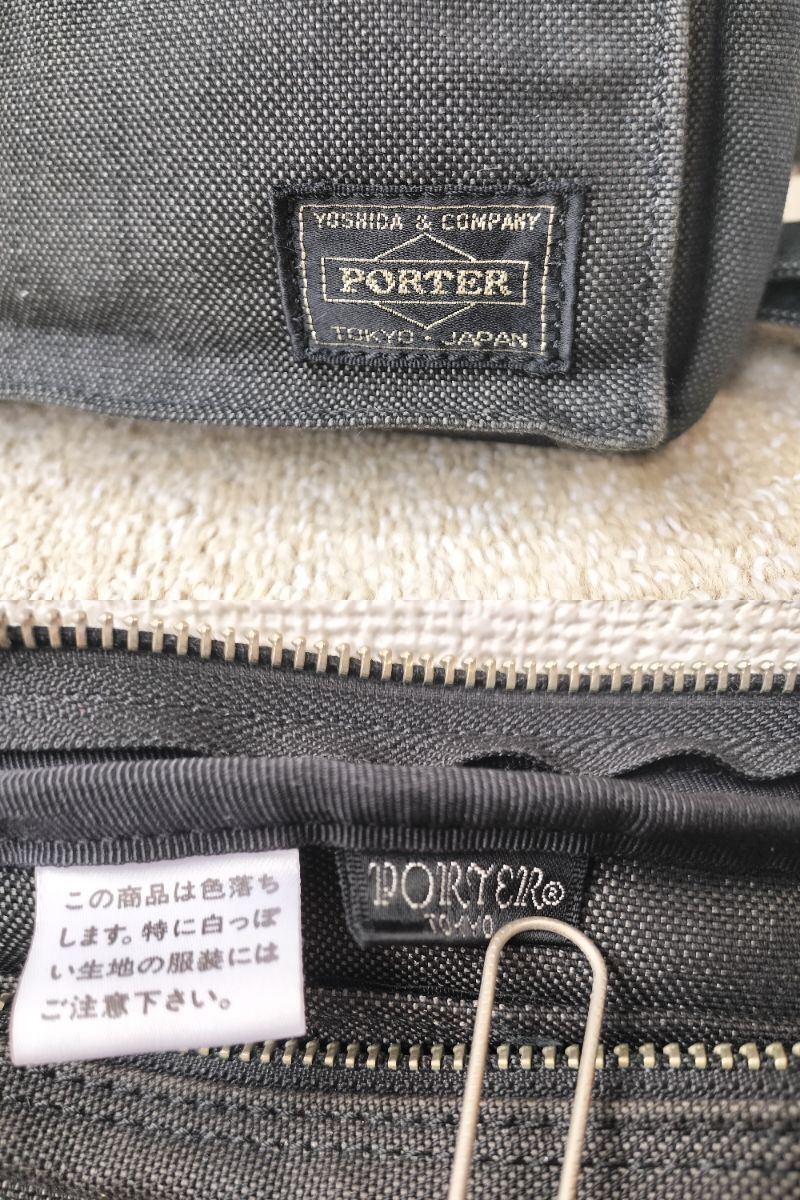 YOSHIDA & COMPANY
PORTER
TOKYO・JAPAN
この商品は色落ち
します。特に白っぽ
い生地の服装には
ご注意下さい。
PORTER®
TOKYO